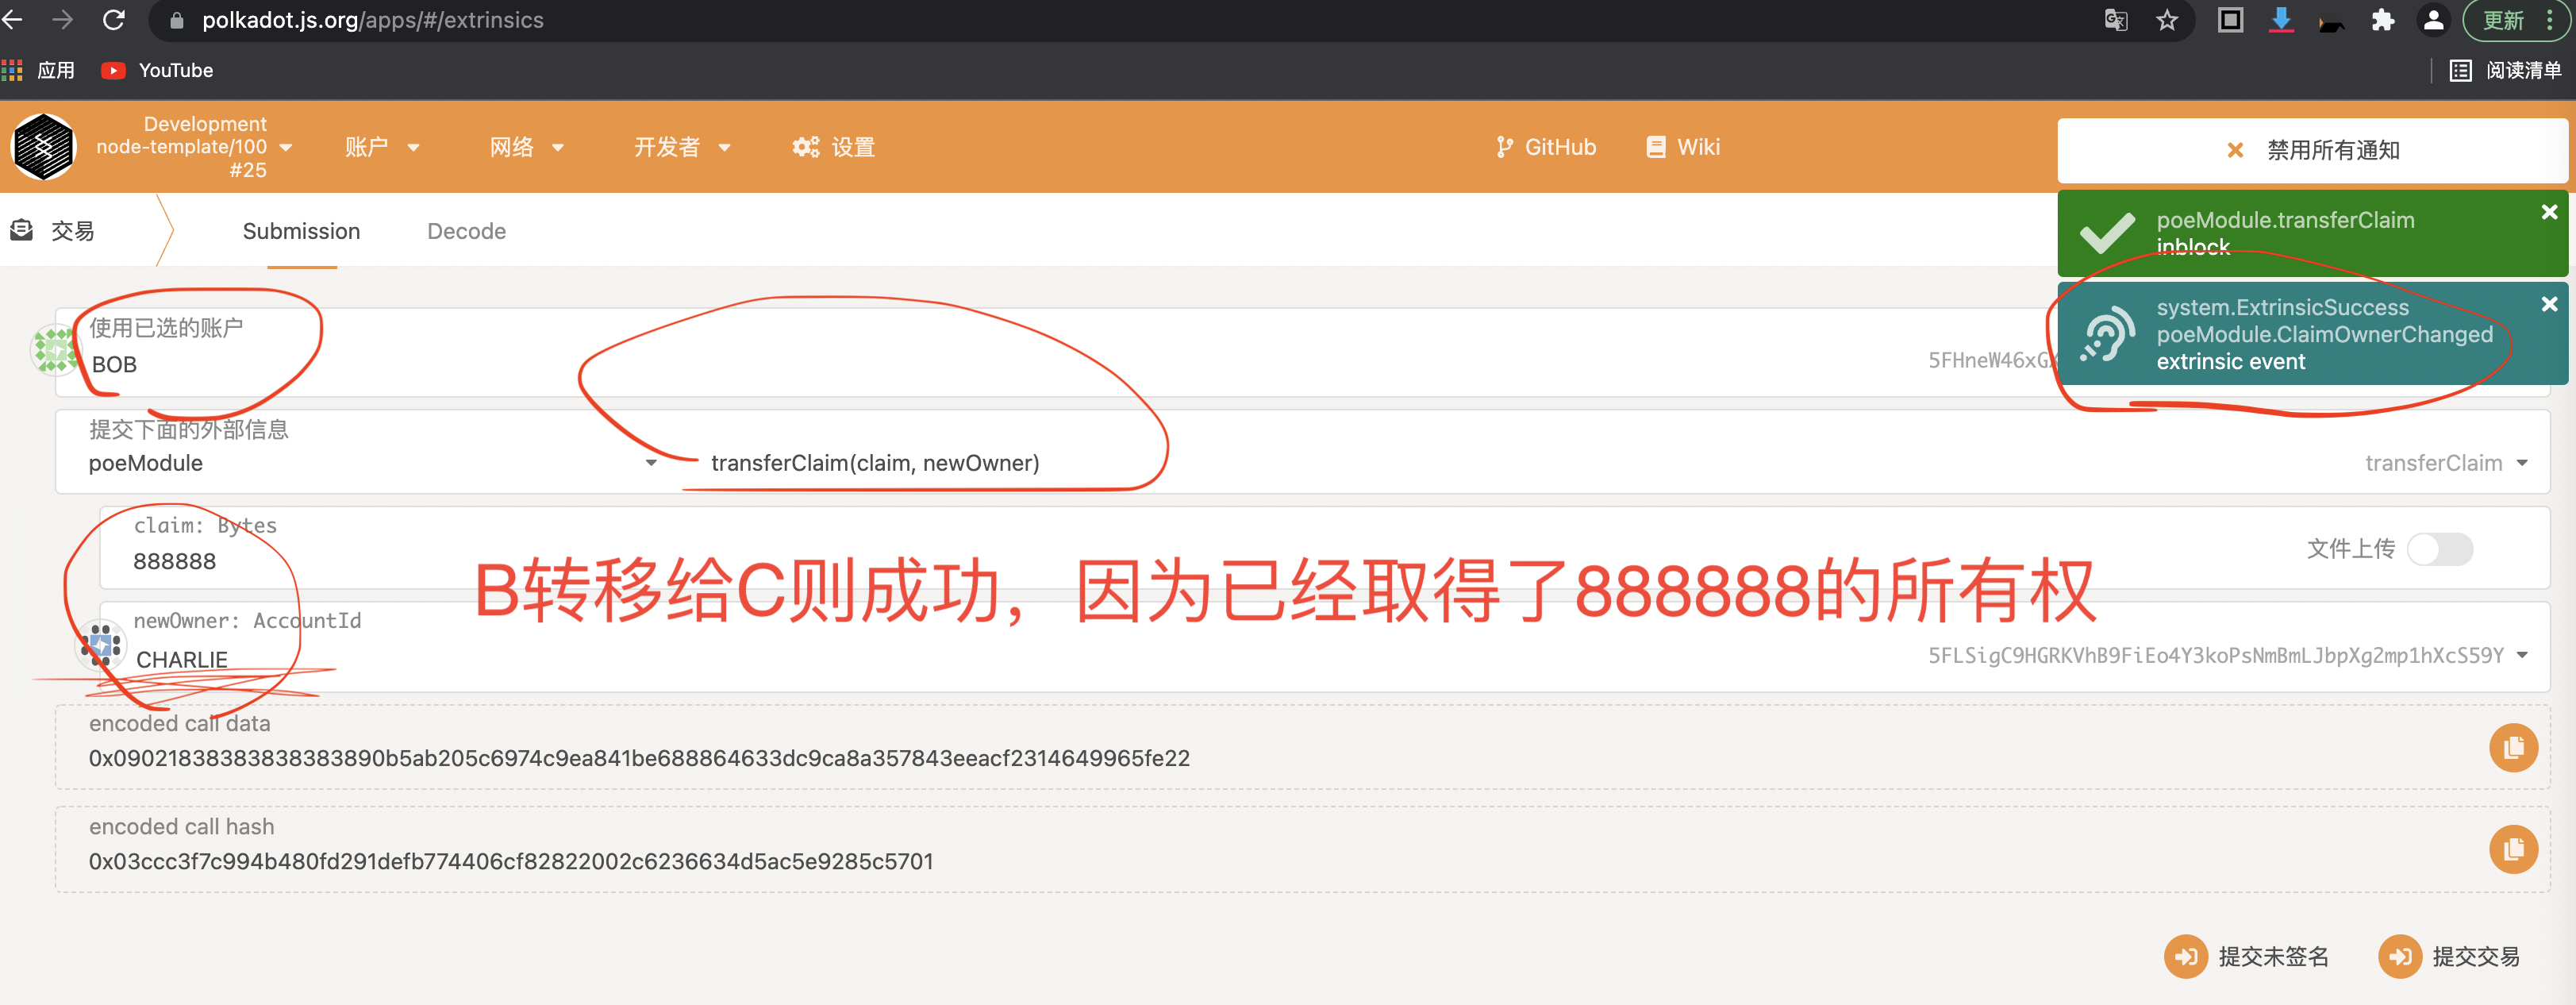 polkadot.js.org/apps/#/extrinsics
更新
应用
YouTube
阅读清单
Development
node-template/100
#25
账户
网络
开发者
设置
GitHub
Wiki
禁用所有通知
交易
Submission
Decode
poeModule.transferClaim
inblock
system.ExtrinsicSuccess
poeModule.ClaimOwnerChanged
extrinsic event
使用已选的账户
BOB
5FHneW46xG
提交下面的外部信息
poeModule
transferClaim(claim, newOwner)
transferClaim
claim: Bytes
888888
文件上传
B转移给C则成功，因为已经取得了888888的所有权
newOwner: AccountId
CHARLIE
5FLSigC9HGRKVhB9FiEo4Y3koPsNmBmLJbpXg2mp1hXcS59Y
encoded call data
0x09021838383838383890b5ab205c6974c9ea841be688864633dc9ca8a357843eeacf2314649965fe22
encoded call hash
0x03ccc3f7c994b480fd291defb774406cf82822002c6236634d5ac5e9285c5701
提交未签名
提交交易